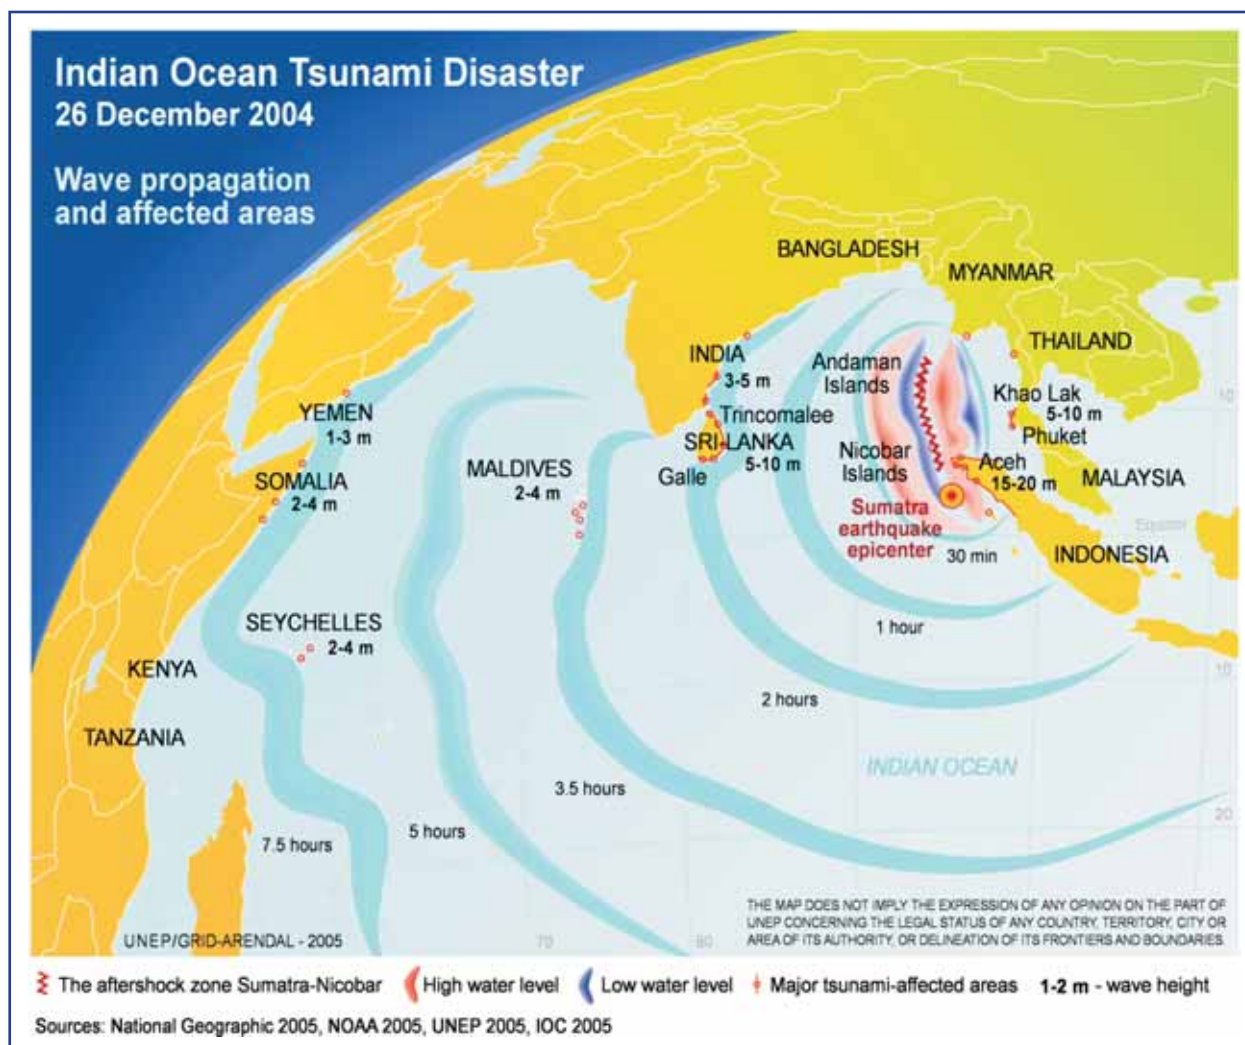 Indian Ocean Tsunami Disaster
26 December 2004
Wave propagation
and affected areas
BANGLADESH
MYANMAR
THAILAND
INDIA
3-5 m
Andaman
Islands
Khao Lak
5-10 m
Phuket
Trincomalee
SRI-LANKA
5-10 m
Galle
Nicobar
Islands
Aceh
15-20 m
MALAYSIA
YEMEN
1-3 m
SOMALIA
2-4 m
MALDIVES
2-4 m
Sumatra
earthquake
epicenter
Equator
INDONESIA
30 min
1 hour
SEYCHELLES
2-4 m
KENYA
TANZANIA
2 hours
INDIAN OCEAN
3.5 hours
5 hours
7.5 hours
10
10
20
70
80
UNEP/GRID-ARENDAL - 2005
THE MAP DOES NOT IMPLY THE EXPRESSION OF ANY OPINION ON THE PART OF
UNEP CONCERNING THE LEGAL STATUS OF ANY COUNTRY, TERRITORY, CITY OR
AREA OF ITS AUTHORITY, OR DELINEATION OF ITS FRONTIERS AND BOUNDARIES.
The aftershock zone Sumatra-Nicobar High water level Low water level Major tsunami-affected areas 1-2 m - wave height
Sources: National Geographic 2005, NOAA 2005, UNEP 2005, IOC 2005